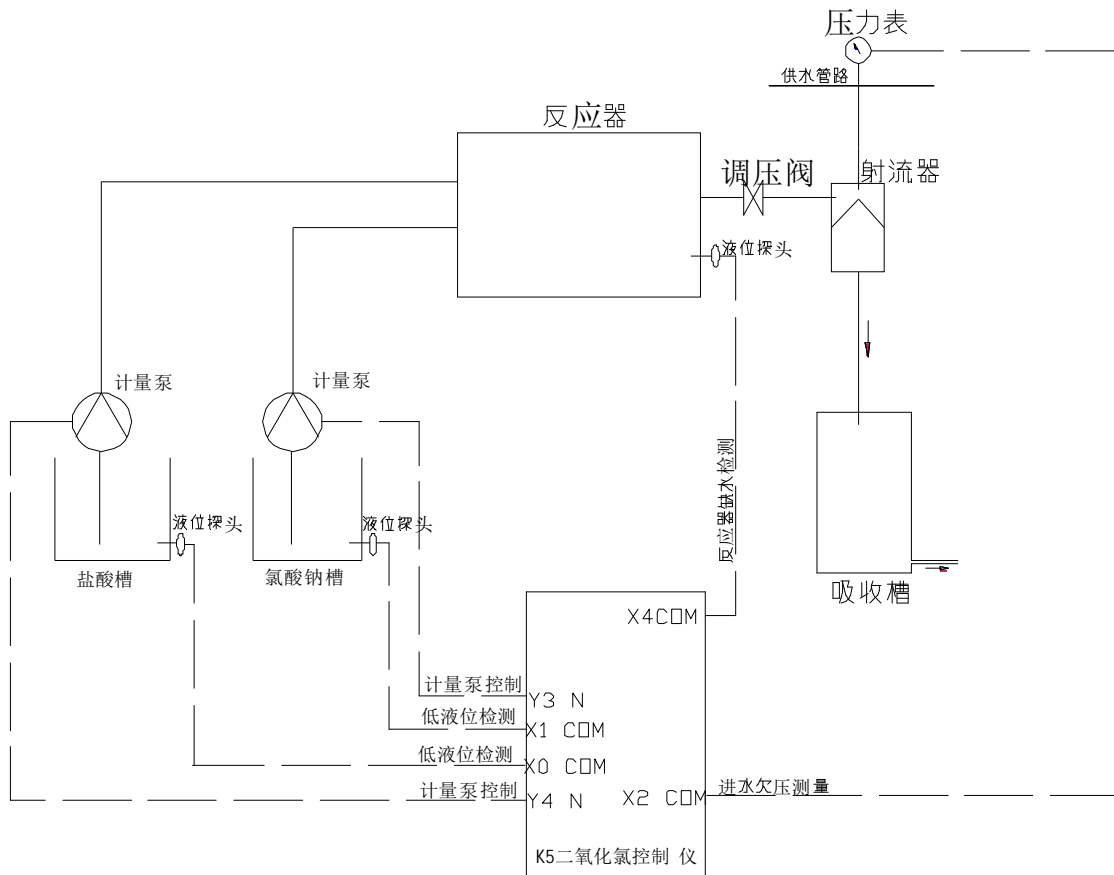 压力表
供水管路
反应器
调压阀
射流器
液位探头
计量泵
计量泵
反应器缺水检测
液位探头
液位探头
盐酸槽
氯酸钠槽
吸收槽
X4COM
计量泵控制
Y3 N
低液位检测
X1 COM
低液位检测
X0 COM
计量泵控制
Y4 N
X2 COM
进水欠压测量
K5二氧化氯控制 仪